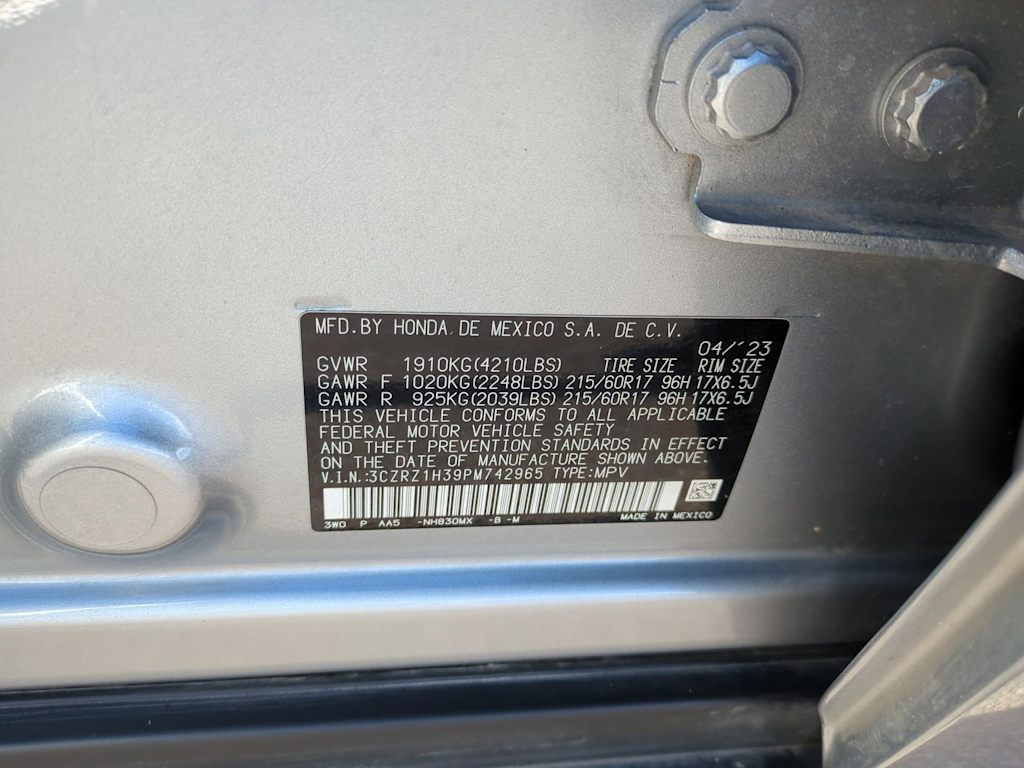 MFD.BY HONDA DE MEXICO S.A. DE C.V.
04/'23
GVWR 1910KG(4210LBS) TIRE SIZE RIM SIZE
GAWR F 1020KG(2248LBS) 215/60R17 96H 17X6.5J
GAWR R 925KG(2039LBS) 215/60R17 96H 17X6.5J
THIS VEHICLE CONFORMS TO ALL APPLICABLE
FEDERAL MOTOR VEHICLE SAFETY
AND THEFT PREVENTION STANDARDS IN EFFECT
ON THE DATE OF MANUFACTURE SHOWN ABOVE.
V.I.N.:3CZRZ1H39PM742965 TYPE:MPV
3W0 P AA5 -NH830MX -B -M MADE IN MEXICO